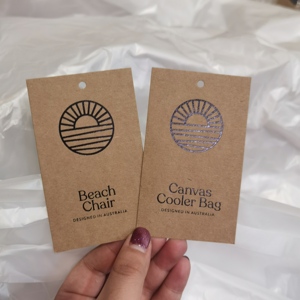 Beach
Chair
DESIGNED IN AUSTRALIA
Canvas
Cooler Bag
DESIGNED IN AUSTRALIA